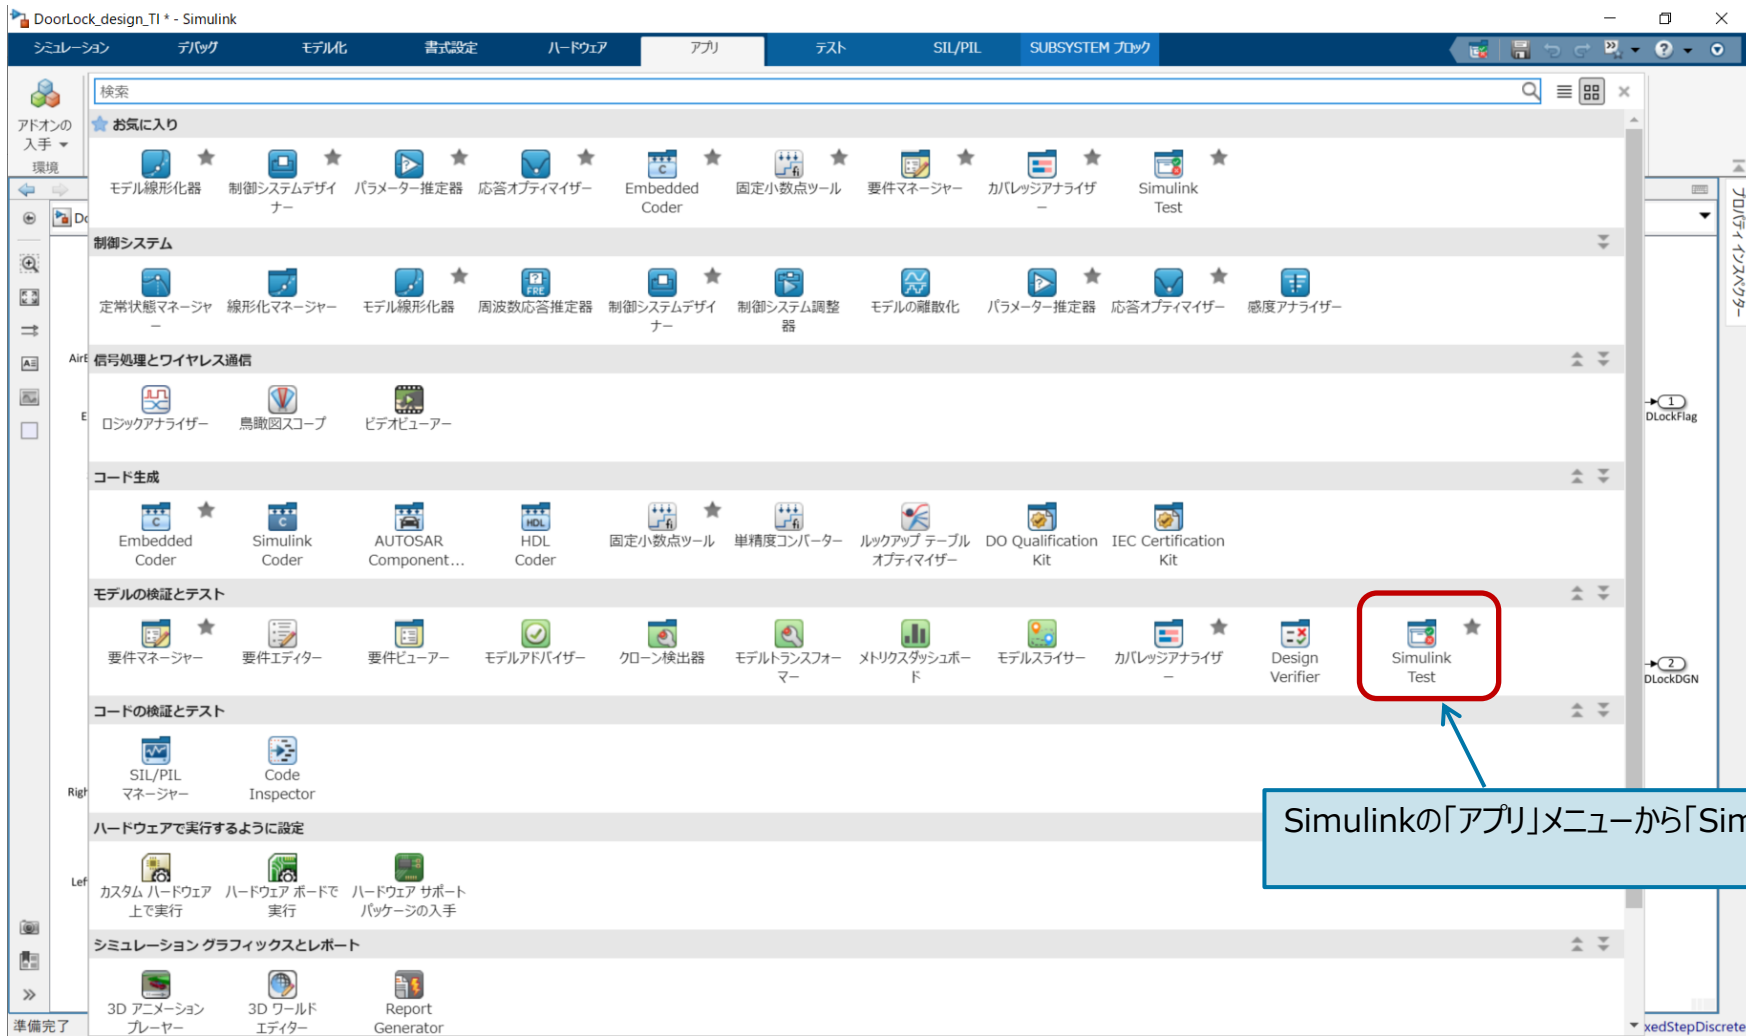 DoorLock_design_TI * - Simulink
シミュレーション デバッグ モデル化 書式設定 ハードウェア アプリ テスト SIL/PIL SUBSYSTEM ブロック
アドオンの
入手
環境
検索
お気に入り
モデル線形化器 制御システムデザイ パラメーター推定器 応答オプティマイザー Embedded 固定小数点ツール 要件マネージャー カバレッジアナライザ Simulink
ナー Coder ー Test
制御システム
定常状態マネージャ 線形化マネージャー モデル線形化器 周波数応答推定器 制御システムデザイ 制御システム調整 モデルの離散化 パラメーター推定器 応答オプティマイザー 感度アナライザー
ー ナー 器
信号処理とワイヤレス通信
ロジックアナライザー 鳥瞰図スコープ ビデオビューアー
コード生成
Embedded Simulink AUTOSAR HDL 固定小数点ツール 単精度コンバーター ルックアップ テーブル DO Qualification IEC Certification
Coder Coder Component... Coder オプティマイザー Kit Kit
モデルの検証とテスト
要件マネージャー 要件エディター 要件ビューアー モデルアドバイザー クローン検出器 モデルトランスフォー メトリクスダッシュボー モデルスライサー カバレッジアナライザ Design Simulink
マー ド ー Verifier Test
コードの検証とテスト
SIL/PIL Code
マネージャー Inspector
ハードウェアで実行するように設定
カスタム ハードウェア ハードウェア ボードで ハードウェア サポート
上で実行 実行 パッケージの入手
シミュレーション グラフィックスとレポート
3D アニメーション 3D ワールド Report
プレーヤー エディター Generator
Do
AirE
E
Righ
Lef
プロパティ インスペクター
1
DLockFlag
2
DLockDGN
Simulinkの「アプリ」メニューから「Sim
準備完了
xedStepDiscrete